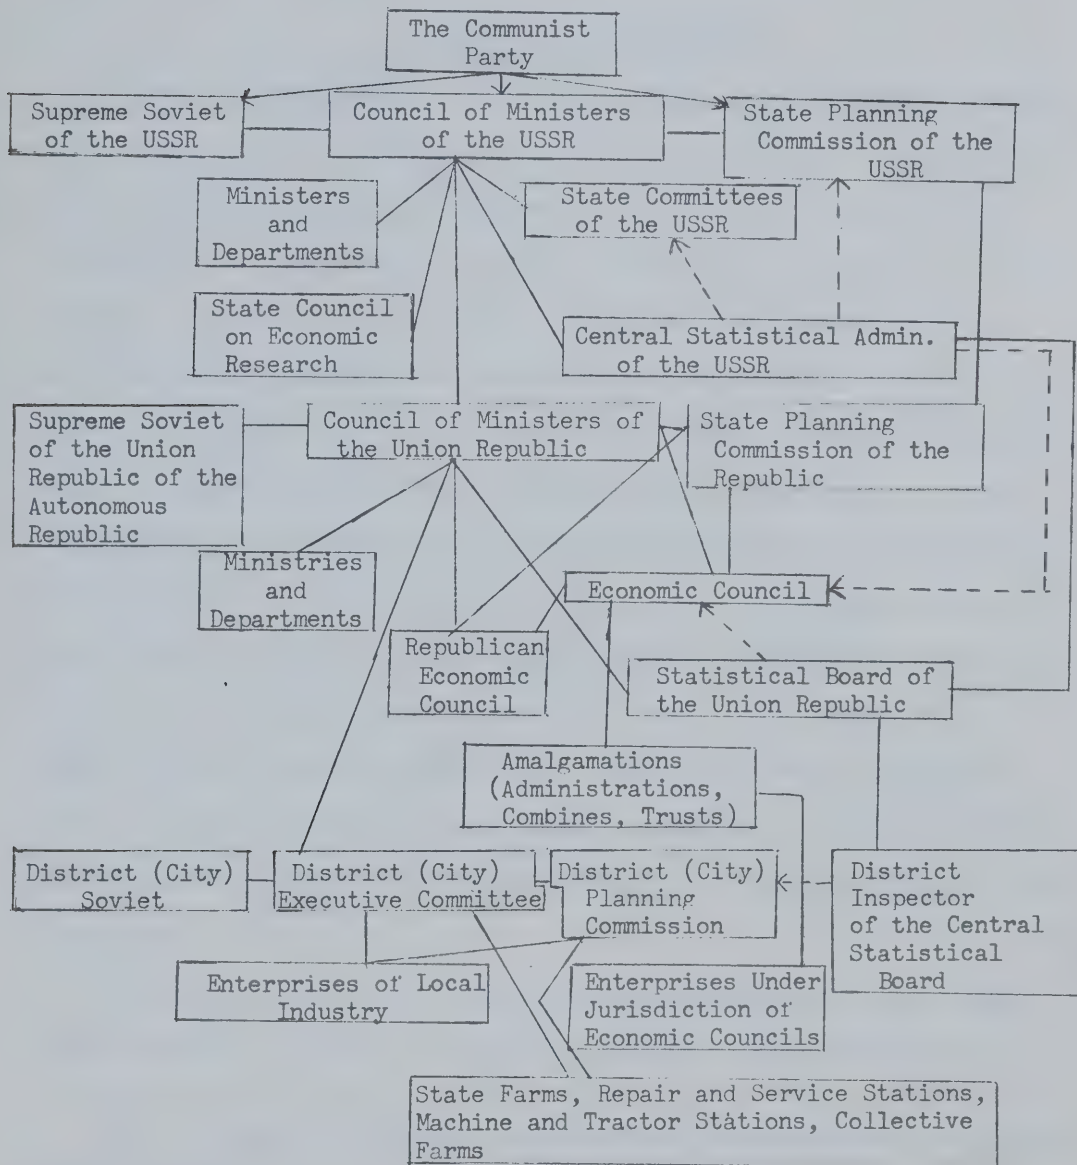 The Communist
Party
Supreme Soviet
of the USSR
Council of Ministers
of the USSR
State Planning
Commission of the
USSR
Ministers
and
Departments
State Committees
of the USSR
State Council
on Economic
Research
Central Statistical Admin.
of the USSR
Supreme Soviet
of the Union
Republic of the
Autonomous
Republic
Council of Ministers of
the Union Republic
State Planning
Commission of the
Republic
Ministries
and
Departments
Economic Council
Republican
Economic
Council
Statistical Board of
the Union Republic
Amalgamations
(Administrations,
Combines, Trusts)
District (City)
Soviet
District (City)
Executive Committee
District (City)
Planning
Commission
District
Inspector
of the Central
Statistical
Board
Enterprises of Local
Industry
Enterprises Under
Jurisdiction of
Economic Councils
State Farms, Repair and Service Stations,
Machine and Tractor Stations, Collective
Farms